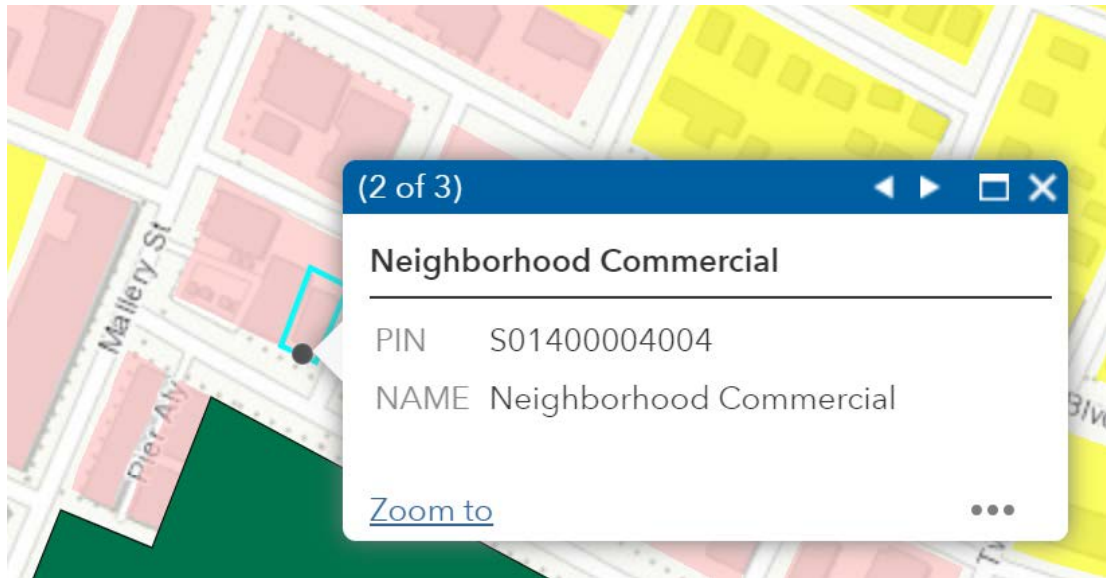 (2 of 3)
Neighborhood Commercial
PIN S01400004004
NAME Neighborhood Commercial
Zoom to
Mallery St
Pier Aly